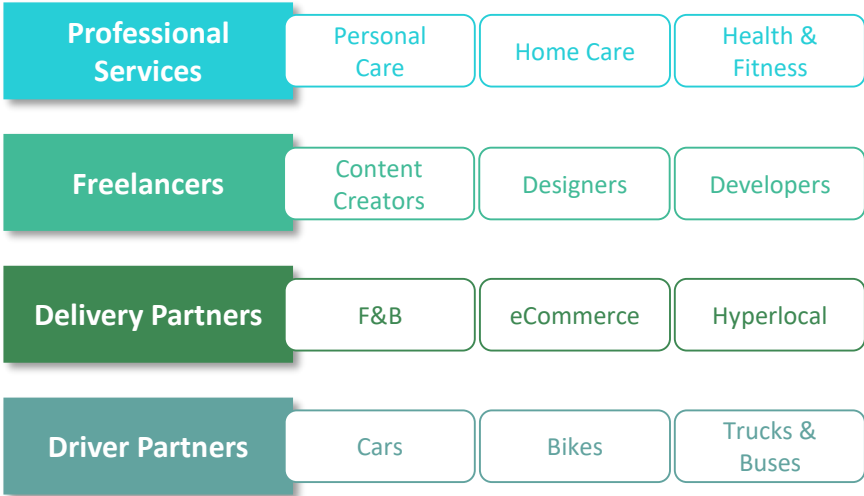 Professional
Services
Personal
Care
Home Care
Health &
Fitness
Freelancers
Content
Creators
Designers
Developers
Delivery Partners
F&B
eCommerce
Hyperlocal
Driver Partners
Cars
Bikes
Trucks &
Buses